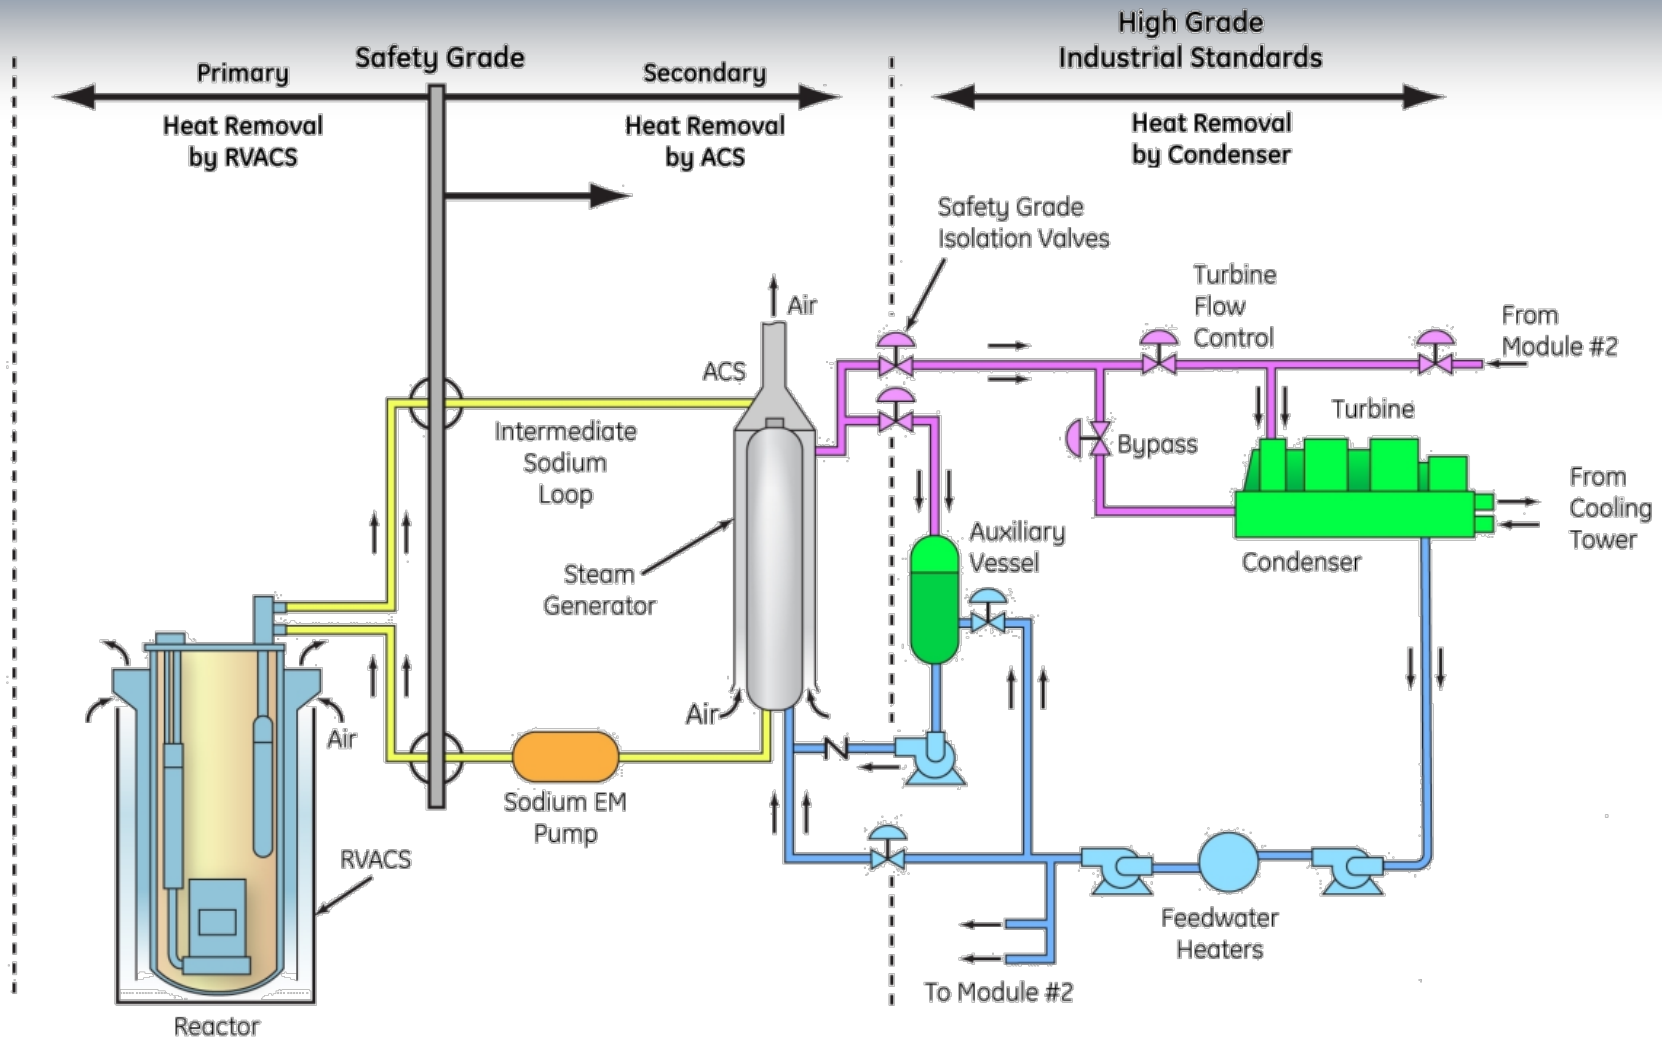 High Grade
Industrial Standards
Safety Grade
Primary
Secondary
Heat Removal
by RVACS
Heat Removal
by ACS
Heat Removal
by Condenser
Safety Grade
Isolation Valves
Turbine
Flow
Control
From
Module #2
Air
ACS
Intermediate
Sodium
Loop
Turbine
Bypass
From
Cooling
Tower
Auxiliary
Vessel
Condenser
Steam
Generator
Air
Air
Sodium EM
Pump
RVACS
Feedwater
Heaters
To Module #2
Reactor